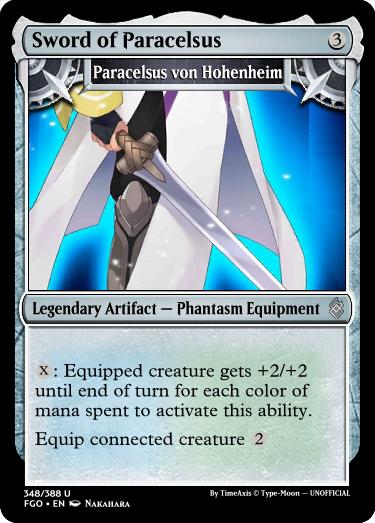 Sword of Paracelsus 3
Paracelsus von Hohenheim
Legendary Artifact — Phantasm Equipment
X: Equipped creature gets +2/+2
until end of turn for each color of
mana spent to activate this ability.
Equip connected creature 2
348/388 U
FGO • EN Nakahara
By TimeAxis © Type-Moon — UNOFFICIAL